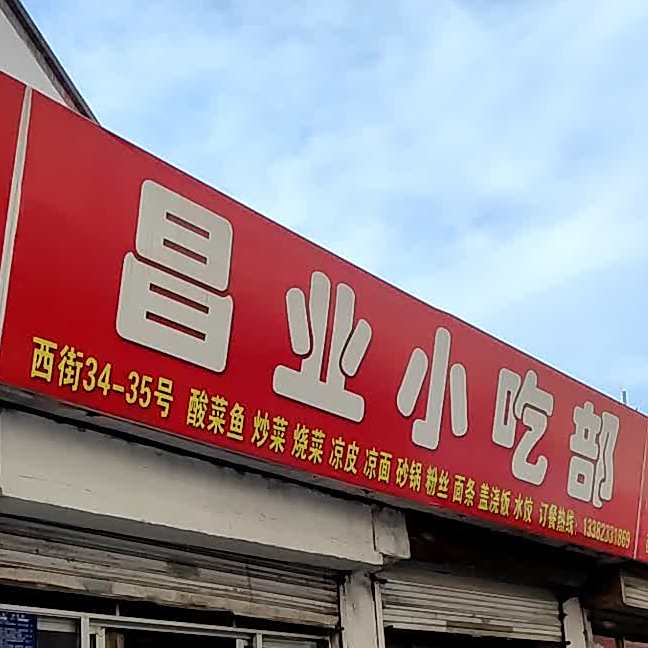 昌业小吃部
西街34-35号 酸菜鱼 炒菜 烧菜 凉皮 凉面 砂锅 粉丝 面条 盖浇饭 水饺 订餐热线：13382331869